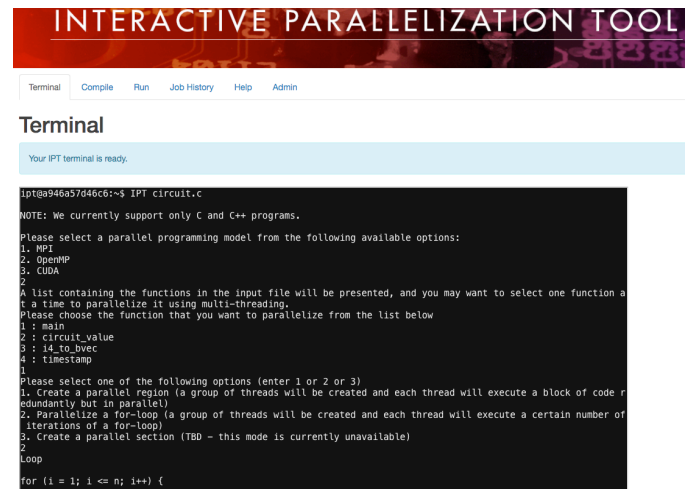 INTERACTIVE PARALLELIZATION TOOL
Terminal Compile Run Job History Help Admin
Terminal
Your IPT terminal is ready.
ipt@a946a57d46c6:~$ IPT circuit.c
NOTE: We currently support only C and C++ programs.
Please select a parallel programming model from the following available options:
1. MPI
2. OpenMP
3. CUDA
2
A list containing the functions in the input file will be presented, and you may want to select one function a
t a time to parallelize it using multi-threading.
Please choose the function that you want to parallelize from the list below
1 : main
2 : circuit_value
3 : i4_to_bvec
4 : timestamp
1
Please select one of the following options (enter 1 or 2 or 3)
1. Create a parallel region (a group of threads will be created and each thread will execute a block of code r
edundantly but in parallel)
2. Parallelize a for-loop (a group of threads will be created and each thread will execute a certain number of
 iterations of a for-loop)
3. Create a parallel section (TBD - this mode is currently unavailable)
2
Loop
for (i = 1; i <= n; i++) {